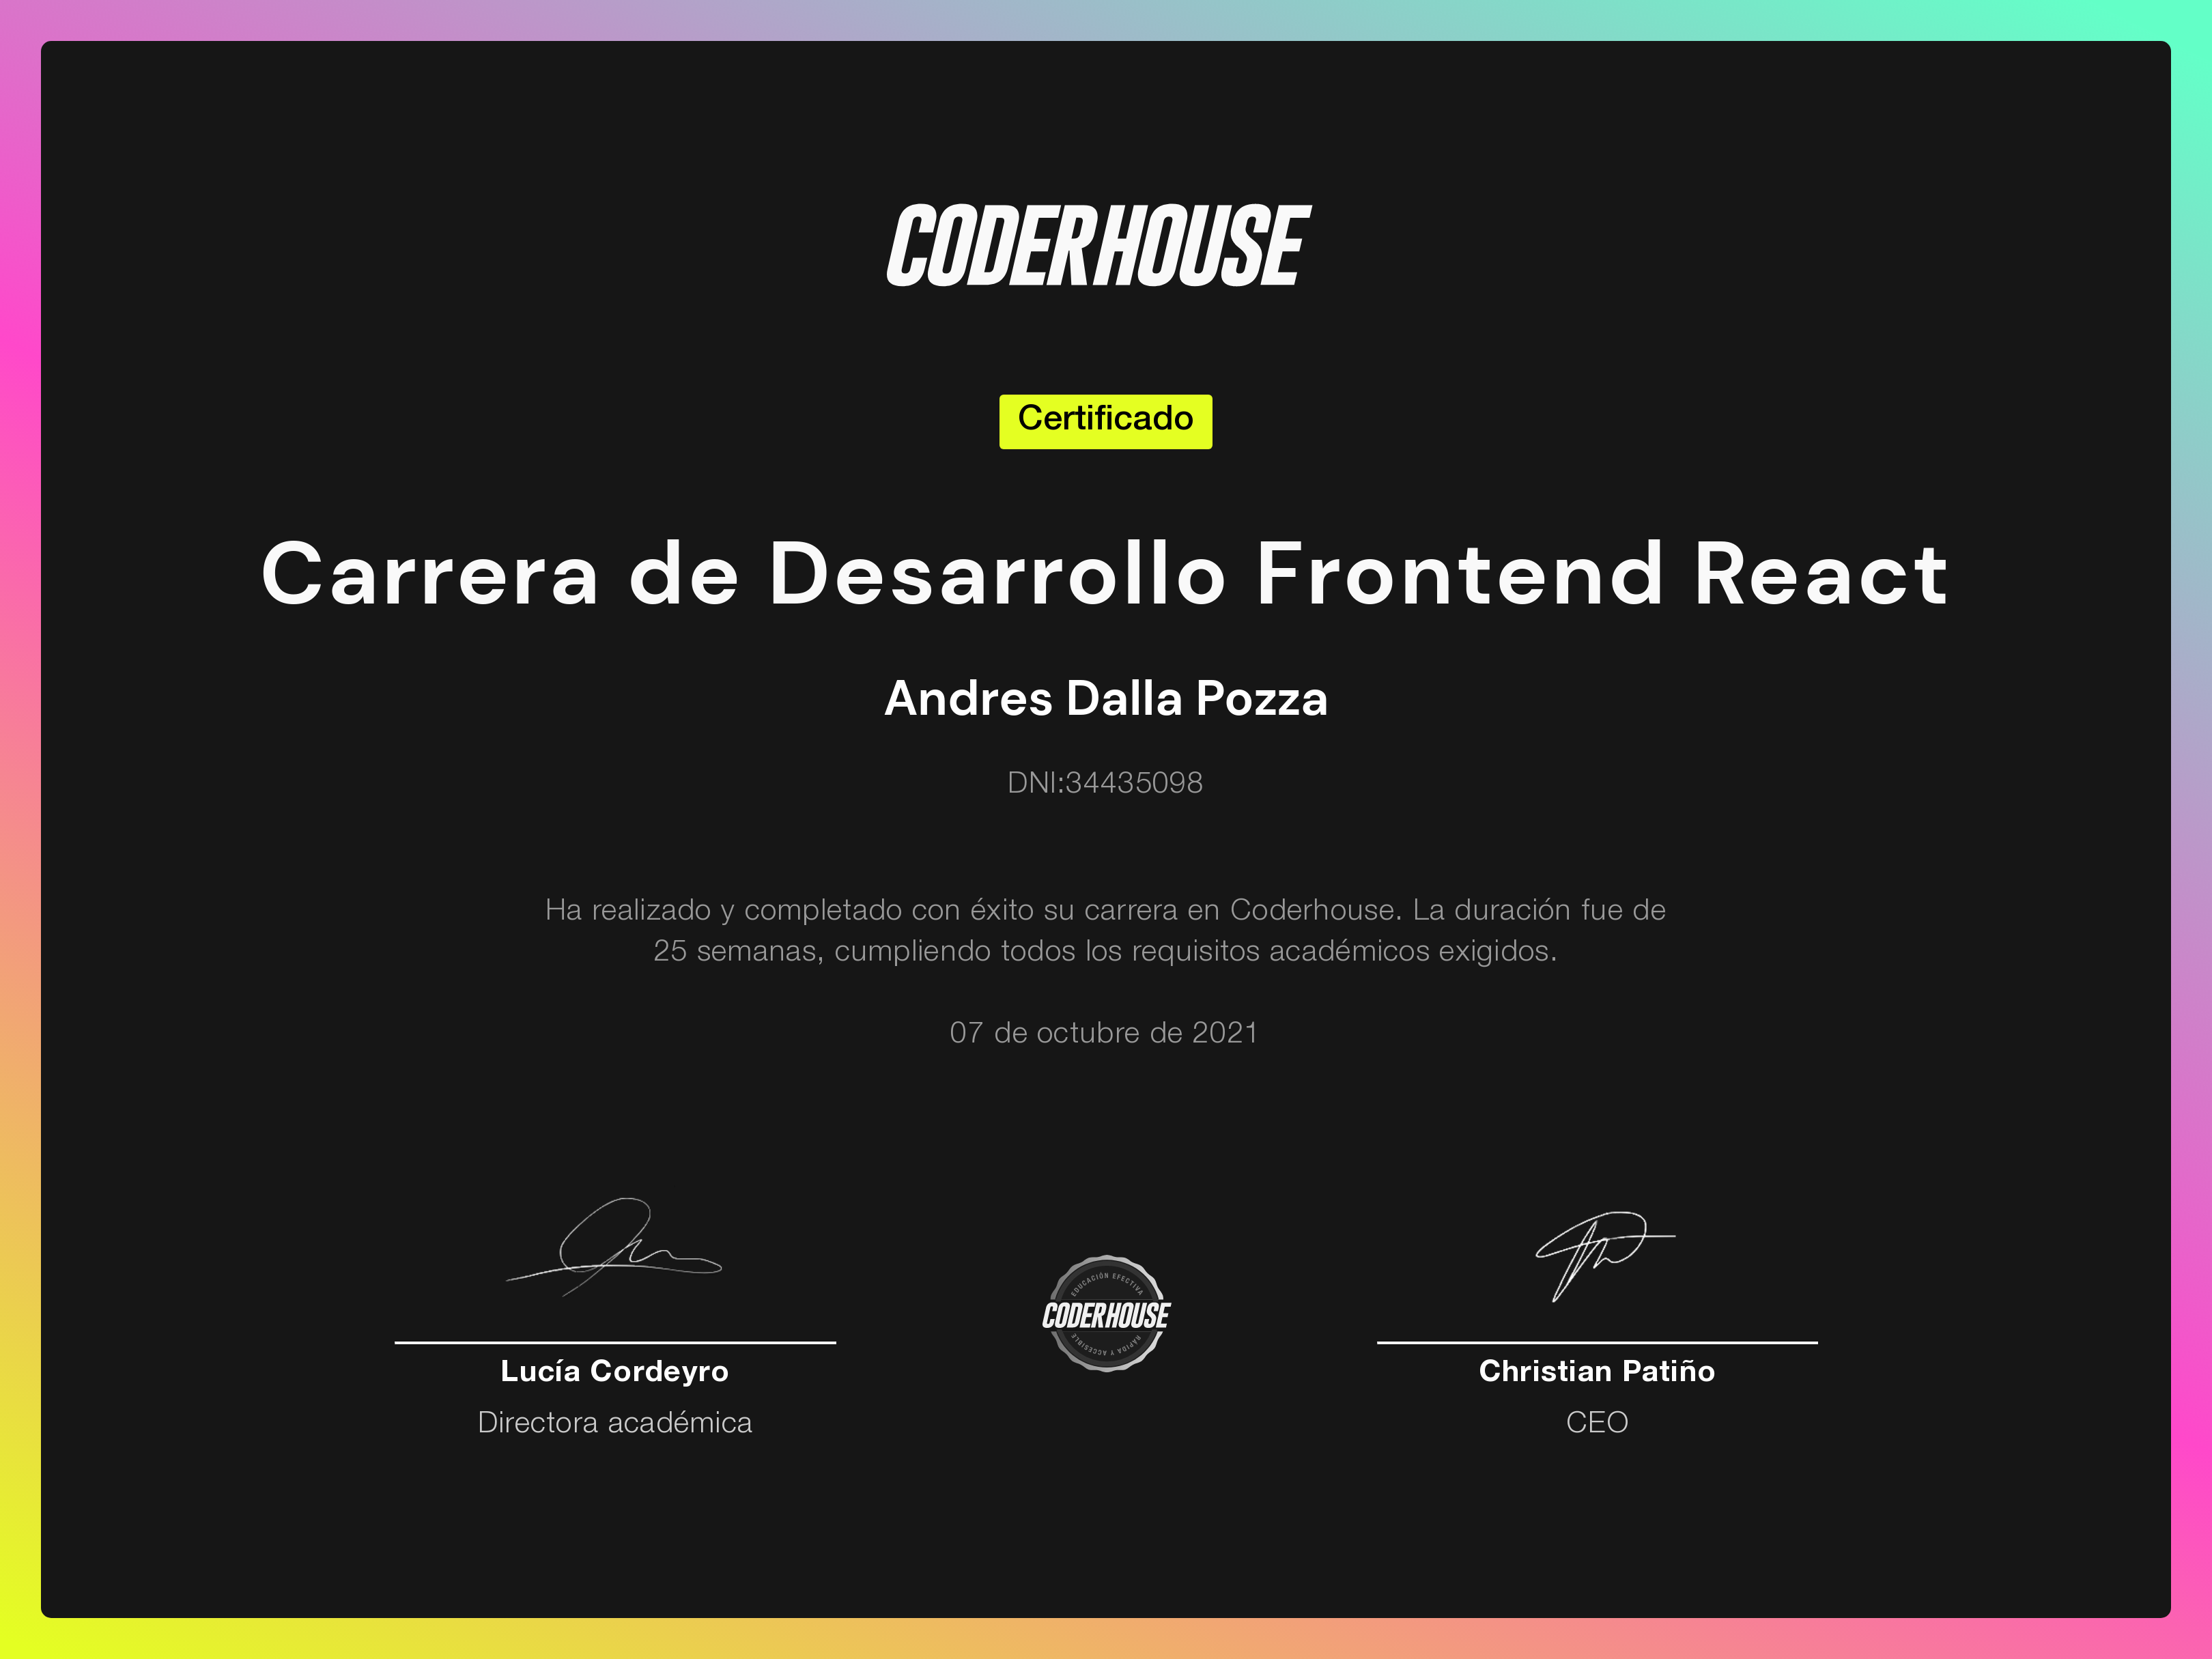 CODERHOUSE
Certificado
Carrera de Desarrollo Frontend React
Andres Dalla Pozza
DNI:34435098
Ha realizado y completado con éxito su carrera en Coderhouse. La duración fue de
25 semanas, cumpliendo todos los requisitos académicos exigidos.
07 de octubre de 2021
EDUCACIÓN EFECTIVA
CODERHOUSE
RÁPIDA Y ACCESIBLE
Lucía Cordeyro
Directora académica
Christian Patiño
CEO